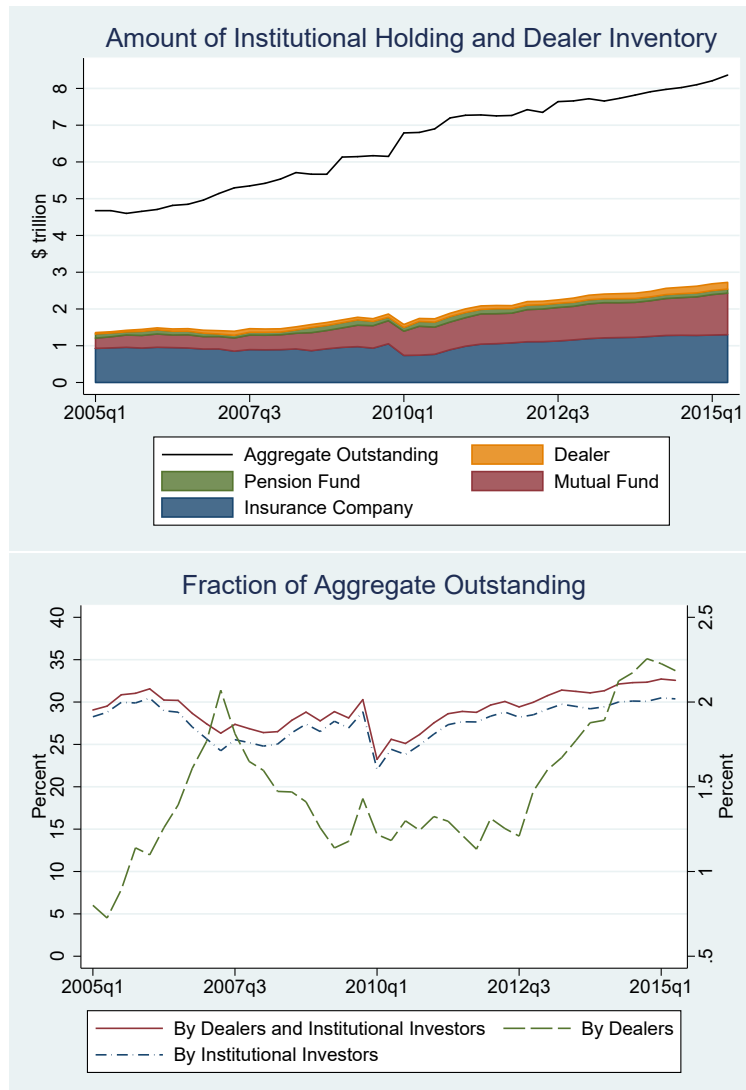 Amount of Institutional Holding and Dealer Inventory
$ trillion
8
7
6
5
4
3
2
1
0
2005q1 2007q3 2010q1 2012q3 2015q1
Aggregate Outstanding Dealer
Pension Fund Mutual Fund
Insurance Company
Fraction of Aggregate Outstanding
Percent
40
35
30
25
20
15
10
5
0
2.5
2
1.5
1
.5
Percent
2005q1 2007q3 2010q1 2012q3 2015q1
By Dealers and Institutional Investors By Dealers
By Institutional Investors